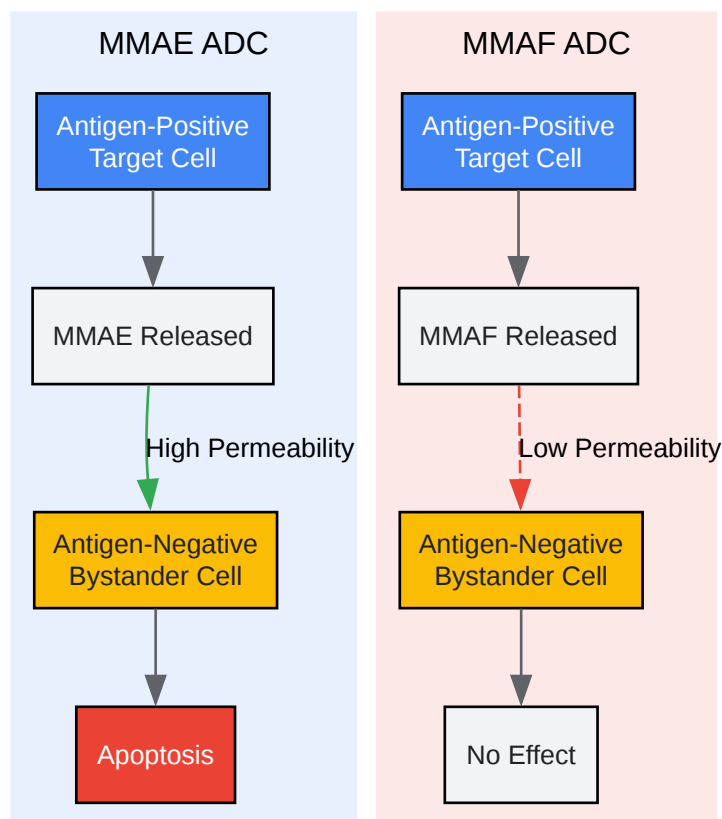 MMAE ADC
Antigen-Positive
Target Cell
MMAE Released
High Permeability
Antigen-Negative
Bystander Cell
Apoptosis
MMAF ADC
Antigen-Positive
Target Cell
MMAF Released
Low Permeability
Antigen-Negative
Bystander Cell
No Effect